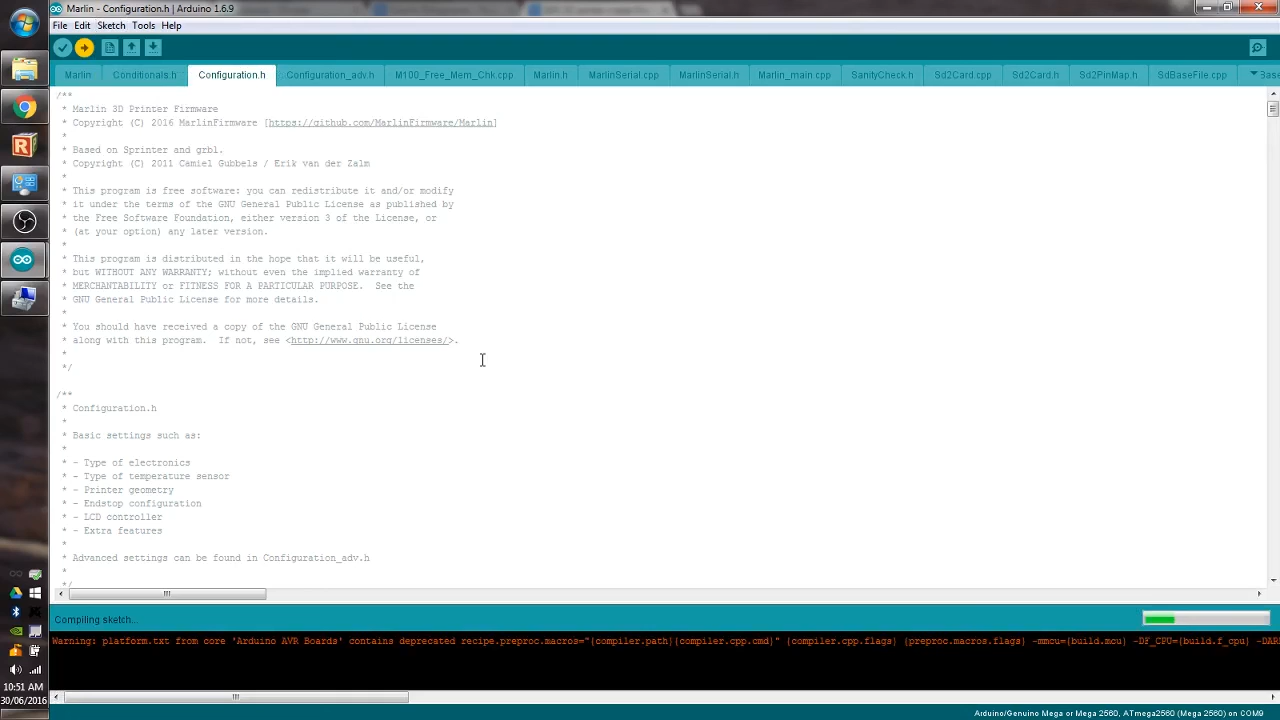 Marlin - Configuration.h | Arduino 1.6.9
File Edit Sketch Tools Help
Marlin Conditionals.h Configuration.h Configuration_adv.h M100_Free_Mem_Chk.cpp Marlin.h MarlinSerial.cpp MarlinSerial.h Marlin_main.cpp SanityCheck.h Sd2Card.cpp Sd2Card.h Sd2PinMap.h SdBaseFile.cpp
/**
* Marlin 3D Printer Firmware
* Copyright (C) 2016 MarlinFirmware [https://github.com/MarlinFirmware/Marlin]
*
* Based on Sprinter and grbl.
* Copyright (C) 2011 Camiel Gubbels / Erik van der Zalm
*
* This program is free software: you can redistribute it and/or modify
* it under the terms of the GNU General Public License as published by
* the Free Software Foundation, either version 3 of the License, or
* (at your option) any later version.
*
* This program is distributed in the hope that it will be useful,
* but WITHOUT ANY WARRANTY; without even the implied warranty of
* MERCHANTABILITY or FITNESS FOR A PARTICULAR PURPOSE.  See the
* GNU General Public License for more details.
*
* You should have received a copy of the GNU General Public License
* along with this program.  If not, see <http://www.gnu.org/licenses/>.
*
*/
/**
* Configuration.h
*
* Basic settings such as:
*
* - Type of electronics
* - Type of temperature sensor
* - Printer geometry
* - Endstop configuration
* - LCD controller
* - Extra features
*
* Advanced settings can be found in Configuration_adv.h
*
*/
Compiling sketch...
Warning: platform.txt from core 'Arduino AVR Boards' contains deprecated recipe.preproc.macros="{compiler.path}{compiler.cpp.cmd}" {compiler.cpp.flags} {preproc.macros.flags} -mmcu={build.mcu} -DF_CPU={build.f_cpu}
10:51 AM
30/06/2016
Arduino/Genuino Mega or Mega 2560, ATmega2560 (Mega 2560) on COM9